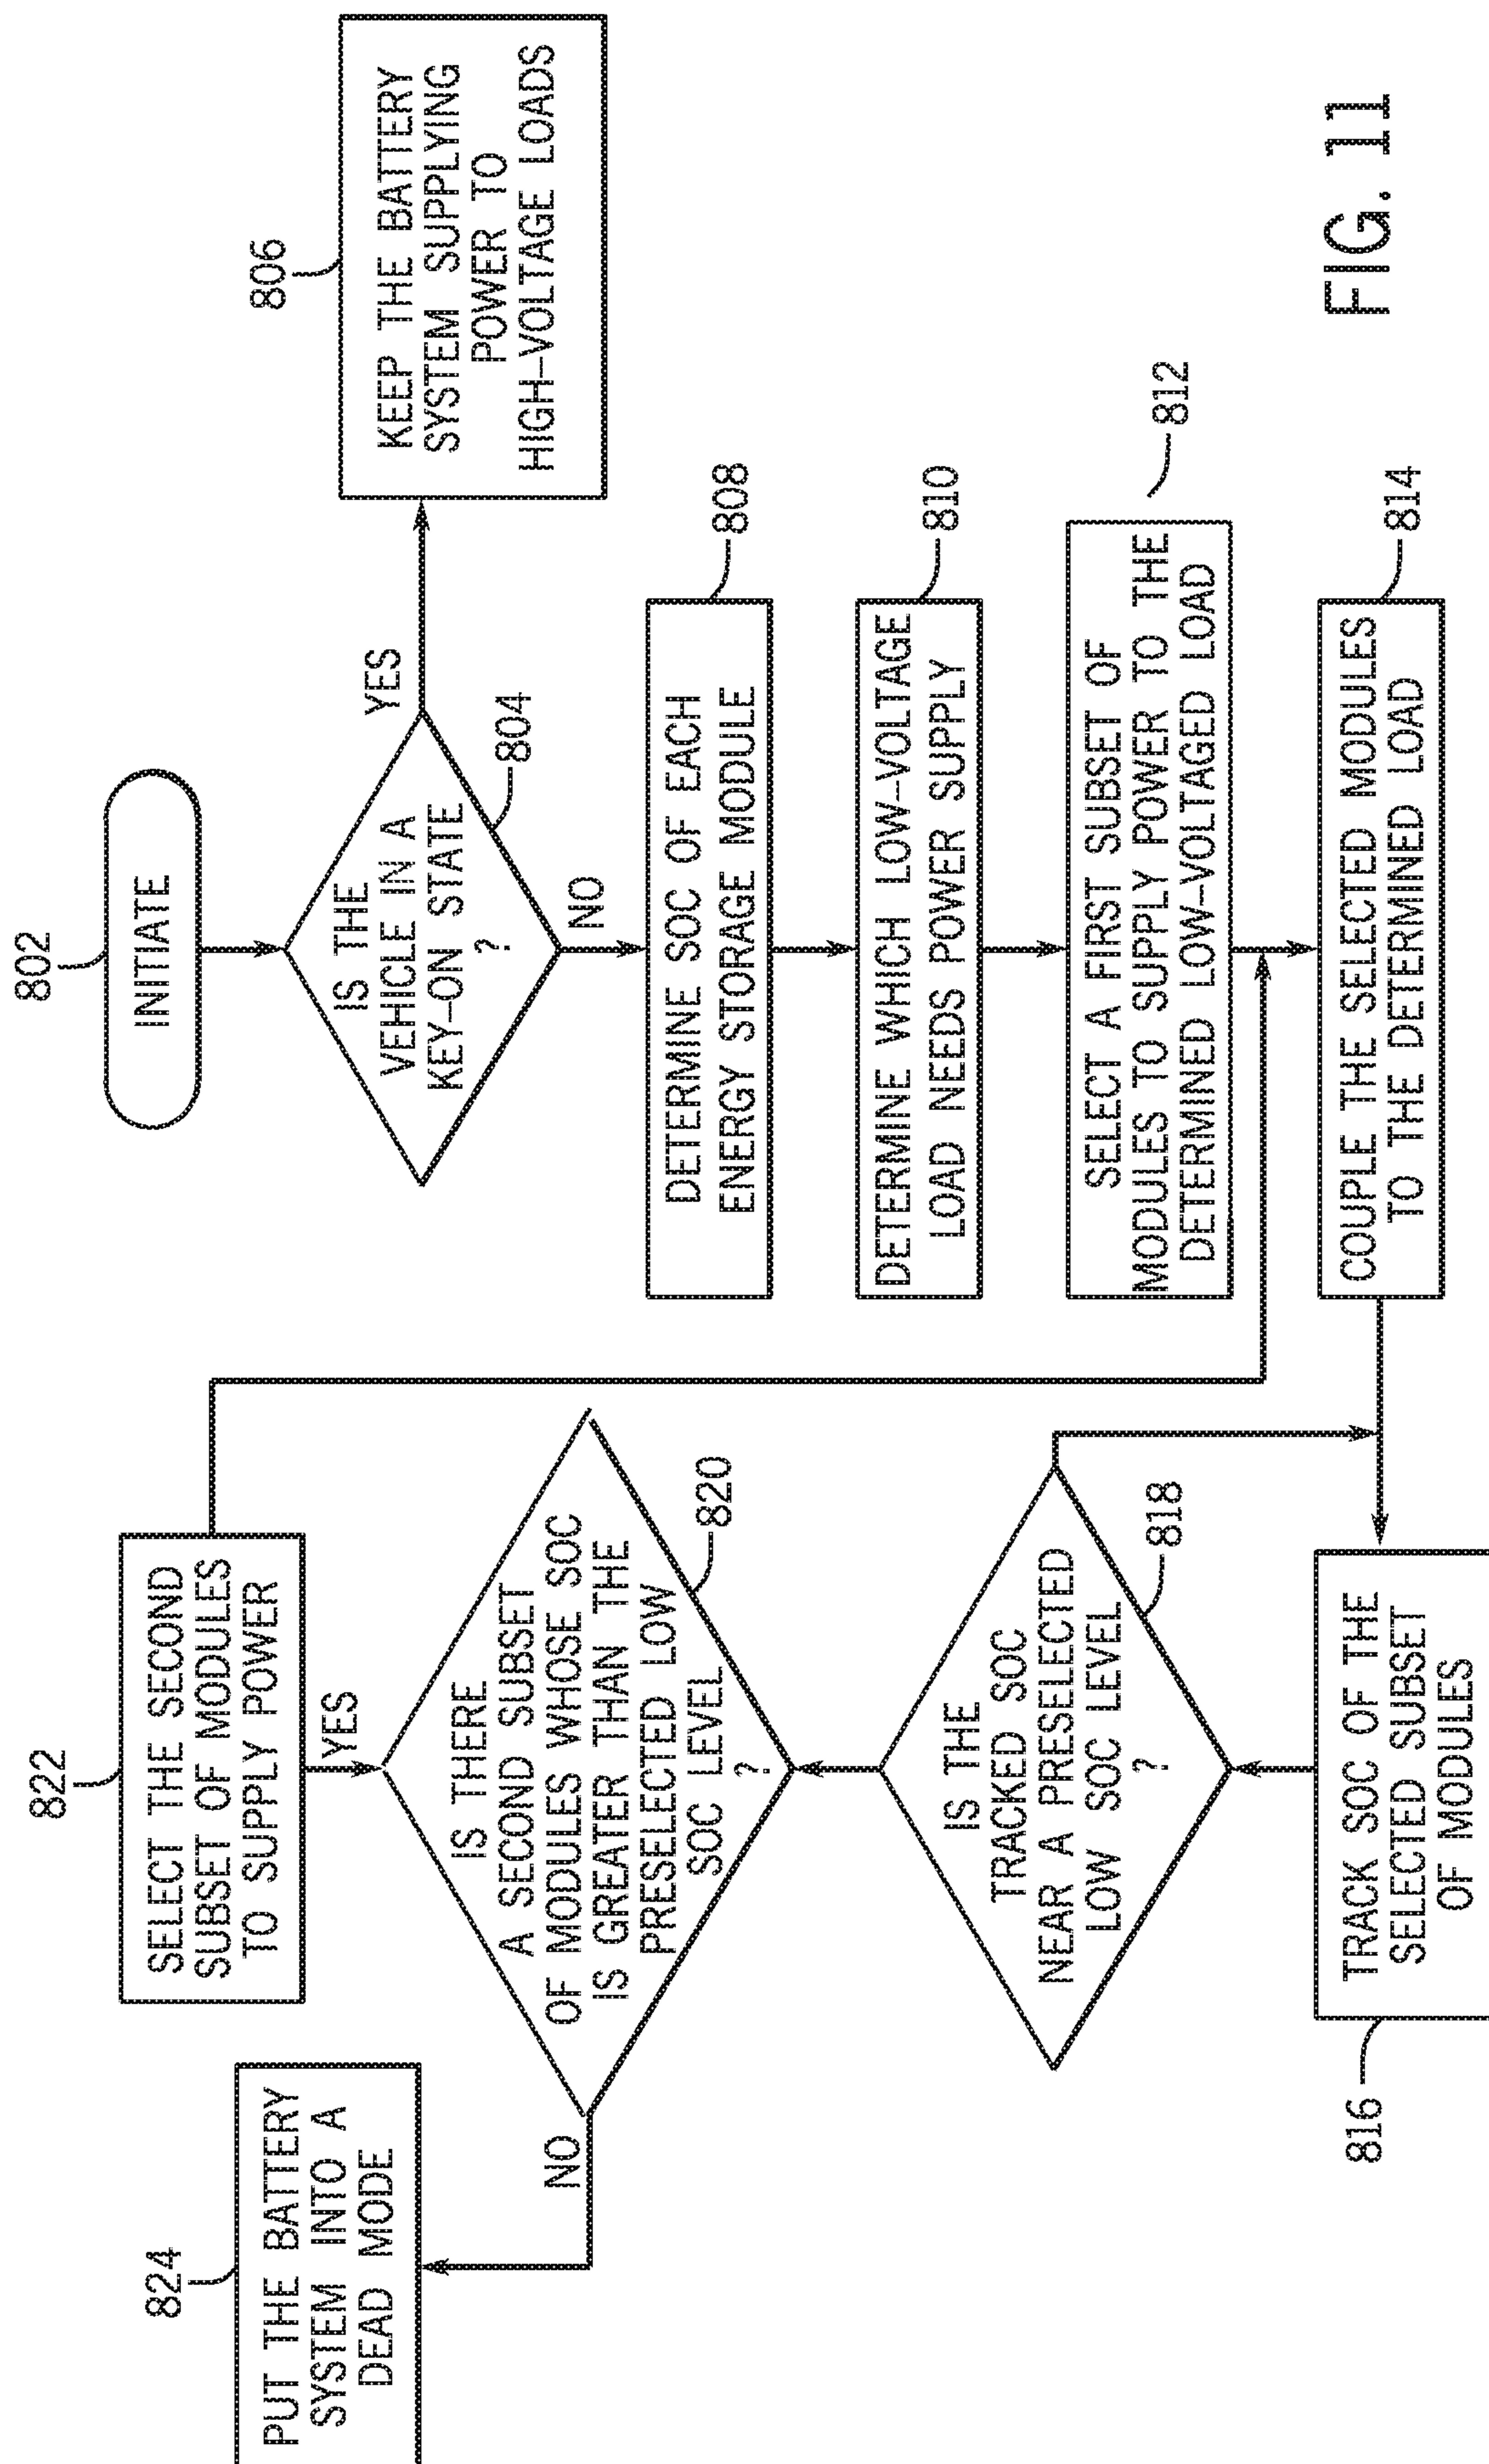 802
INITIATE
IS THE
VEHICLE IN A
KEY-ON STATE
?
804
YES
KEEP THE BATTERY
SYSTEM SUPPLYING
POWER TO
HIGH-VOLTAGE LOADS
806
NO
DETERMINE SOC OF EACH
ENERGY STORAGE MODULE
808
DETERMINE WHICH LOW-VOLTAGE
LOAD NEEDS POWER SUPPLY
810
SELECT A FIRST SUBSET OF
MODULES TO SUPPLY POWER TO THE
DETERMINED LOW-VOLTAGED LOAD
812
COUPLE THE SELECTED MODULES
TO THE DETERMINED LOAD
814
TRACK SOC OF THE
SELECTED SUBSET
OF MODULES
816
IS THE
TRACKED SOC
NEAR A PRESELECTED
LOW SOC LEVEL
?
818
IS THERE
A SECOND SUBSET
OF MODULES WHOSE SOC
IS GREATER THAN THE
PRESELECTED LOW
SOC LEVEL
?
820
YES
SELECT THE SECOND
SUBSET OF MODULES
TO SUPPLY POWER
822
NO
PUT THE BATTERY
SYSTEM INTO A
DEAD MODE
824
FIG. 11